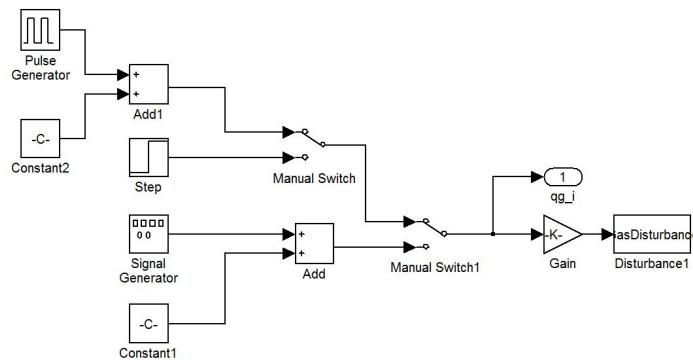 Pulse
Generator
+
+
Add1
-C-
Constant2
Step
Manual Switch
1
qg_i
Signal
Generator
+
+
Add
Manual Switch1
-K-
Gain
asDisturbanc
Disturbance1
-C-
Constant1